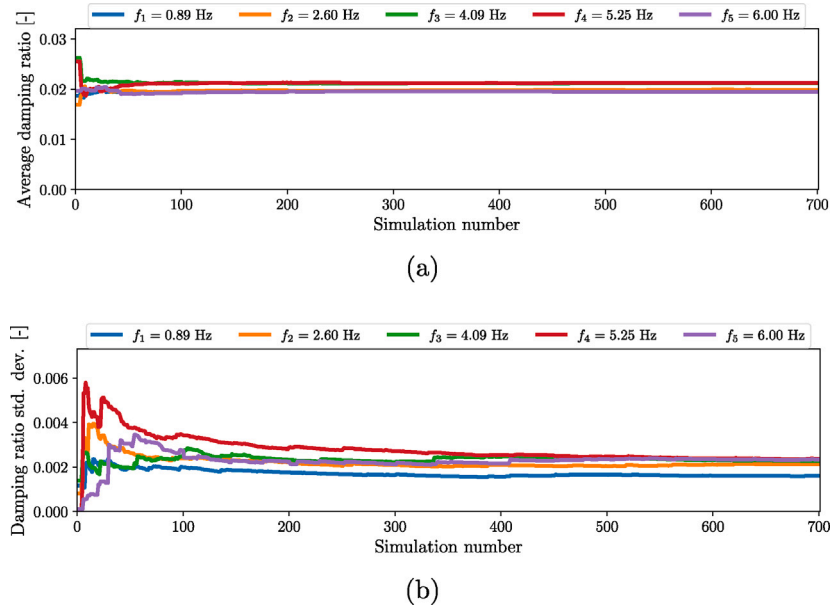 f₁ = 0.89 Hz f₂ = 2.60 Hz f₃ = 4.09 Hz f₄ = 5.25 Hz f₅ = 6.00 Hz
Average damping ratio [-]
0.03
0.02
0.01
0.00
0 100 200 300 400 500 600 700
Simulation number
(a)
f₁ = 0.89 Hz f₂ = 2.60 Hz f₃ = 4.09 Hz f₄ = 5.25 Hz f₅ = 6.00 Hz
Damping ratio std. dev. [-]
0.006
0.004
0.002
0.000
0 100 200 300 400 500 600 700
Simulation number
(b)